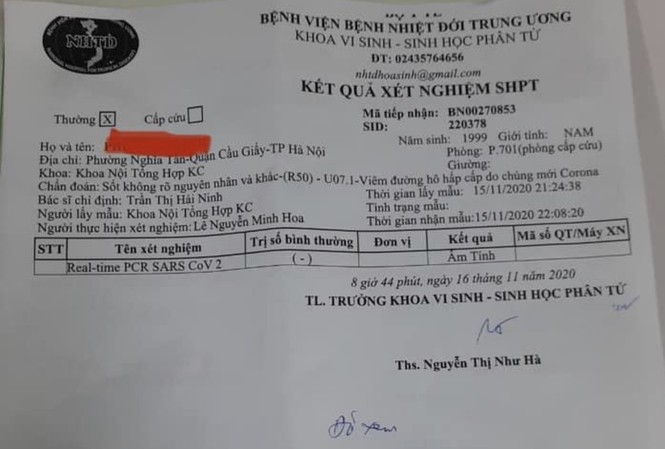 BỆNH VIỆN BỆNH NHIỆT ĐỚI TRUNG ƯƠNG
KHOA VI SINH - SINH HỌC PHÂN TỬ
ĐT: 02435764656
nhtdhoasinh@gmail.com
NHTD
KẾT QUẢ XÉT NGHIỆM SHPT
Thường X Cấp cứu
Mã tiếp nhận: BN00270853
SID: 220378
Họ và tên:
Năm sinh: 1999 Giới tính: NAM
Địa chỉ: Phường Nghĩa Tân-Quận Cầu Giấy-TP Hà Nội
Phòng: P.701(phòng cấp cứu)
Khoa: Khoa Nội Tổng Hợp KC
Giường:
Chẩn đoán: Sốt không rõ nguyên nhân và khác-(R50) - U07.1-Viêm đường hô hấp cấp do chủng mới Corona
Bác sĩ chỉ định: Trần Thị Hải Ninh
Thời gian lấy mẫu: 15/11/2020 21:24:38
Người lấy mẫu: Khoa Nội Tổng Hợp KC
Tình trạng mẫu:
Người thực hiện xét nghiệm: Lê Nguyễn Minh Hoa
Thời gian nhận mẫu:15/11/2020 22:08:20
STT Tên xét nghiệm Trị số bình thường Đơn vị Kết quả Mã số QT/Máy XN
Real-time PCR SARS CoV 2 (-) Âm Tính
8 giờ 44 phút, ngày 16 tháng 11 năm 2020
TL. TRƯỞNG KHOA VI SINH - SINH HỌC PHÂN TỬ
Ths. Nguyễn Thị Như Hà